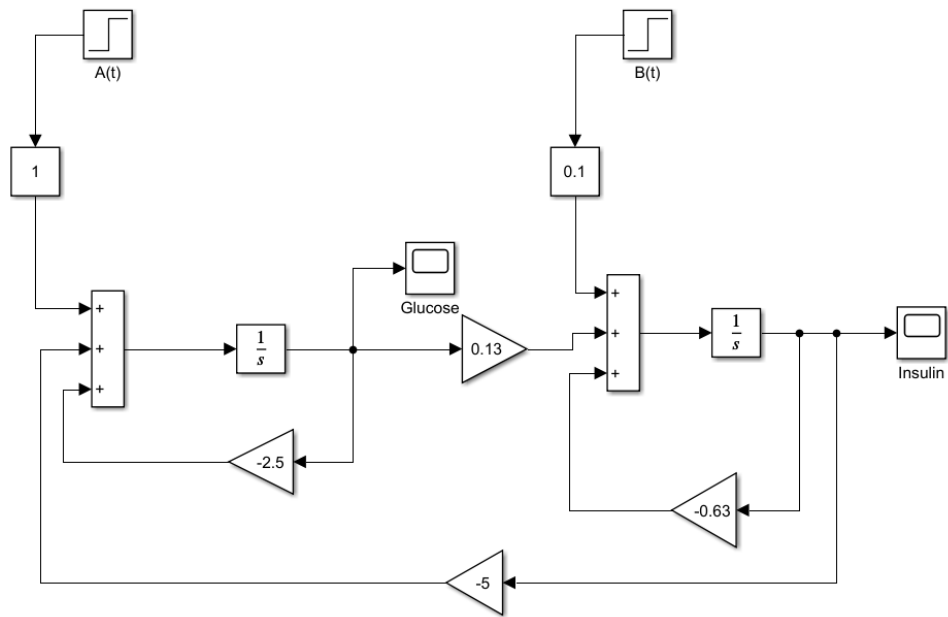 A(t)
B(t)
1
0.1
Glucose
+
+
+
1
s
0.13
+
+
+
1
s
Insulin
-2.5
-0.63
-5